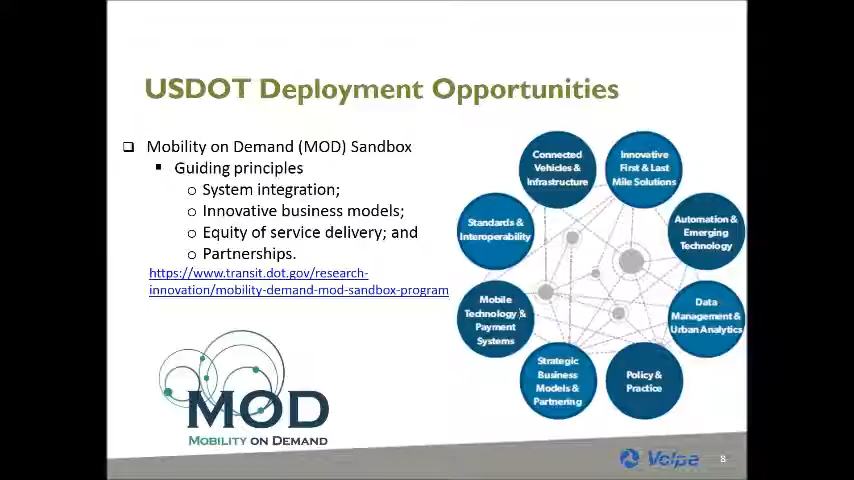 USDOT Deployment Opportunities
Mobility on Demand (MOD) Sandbox
Guiding principles
System integration;
Innovative business models;
Equity of service delivery; and
Partnerships.
https://www.transit.dot.gov/research-
innovation/mobility-demand-mod-sandbox-program
Connected
Vehicles &
Infrastructure
Innovative
First & Last
Mile Solutions
Standards &
Interoperability
Automation &
Emerging
Technology
Mobile
Technology &
Payment
Systems
Data
Management &
Urban Analytics
Strategic
Business
Models &
Partnering
Policy &
Practice
MOD
MOBILITY ON DEMAND
Volpe
8